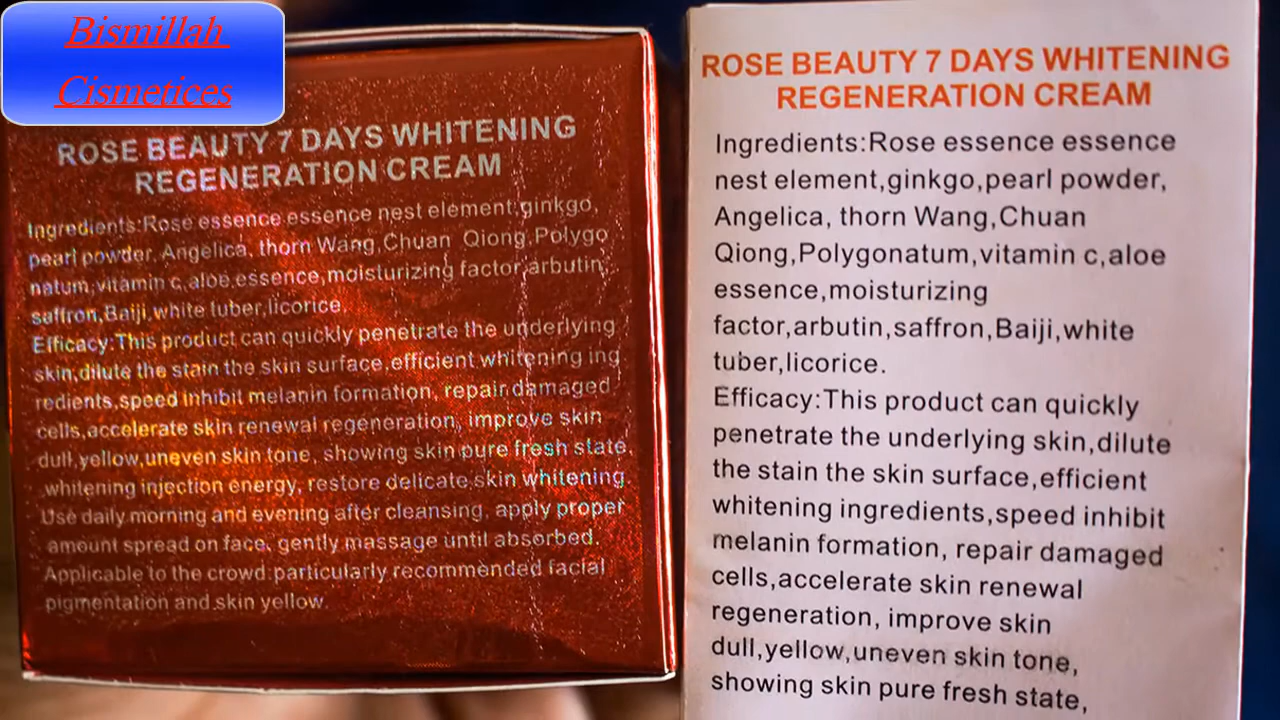 Bismillah
Cismetices
ROSE BEAUTY 7 DAYS WHITENING
REGENERATION CREAM
Ingredients:Rose essence essence nest element,ginkgo,
pearl powder, Angelica, thorn Wang,Chuan Qiong,Polygo
natum,vitamin c,aloe essence,moisturizing factor,arbutin,
saffron,Baiji,white tuber,licorice.
Efficacy:This product can quickly penetrate the underlying
skin,dilute the stain the skin surface,efficient whitening ing
redients,speed inhibit melanin formation, repair damaged
cells,accelerate skin renewal regeneration, improve skin
dull,yellow,uneven skin tone, showing skin pure fresh state,
whitening injection energy, restore delicate skin whitening.
Use daily morning and evening after cleansing, apply proper
amount spread on face, gently massage until absorbed.
Applicable to the crowd:particularly recommended facial
pigmentation and skin yellow.
ROSE BEAUTY 7 DAYS WHITENING
REGENERATION CREAM
Ingredients:Rose essence essence
nest element,ginkgo,pearl powder,
Angelica, thorn Wang,Chuan
Qiong,Polygonatum,vitamin c,aloe
essence,moisturizing
factor,arbutin,saffron,Baiji,white
tuber,licorice.
Efficacy:This product can quickly
penetrate the underlying skin,dilute
the stain the skin surface,efficient
whitening ingredients,speed inhibit
melanin formation, repair damaged
cells,accelerate skin renewal
regeneration, improve skin
dull,yellow,uneven skin tone,
showing skin pure fresh state,